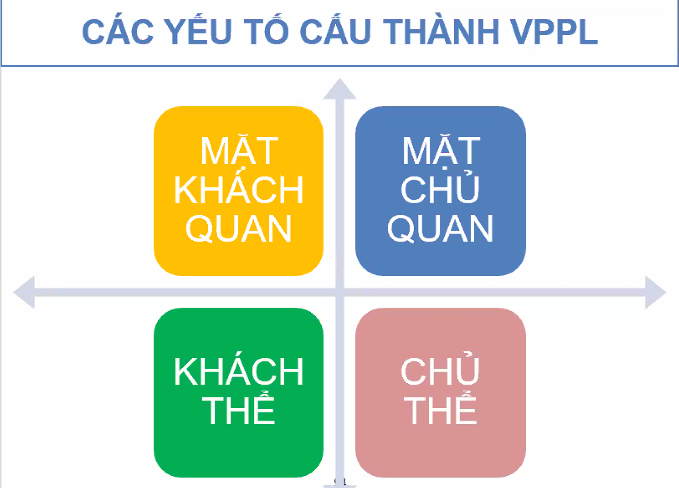 CÁC YẾU TỐ CẤU THÀNH VPPL
MẶT
KHÁCH
QUAN
MẶT
CHỦ
QUAN
KHÁCH
THỂ
CHỦ
THỂ